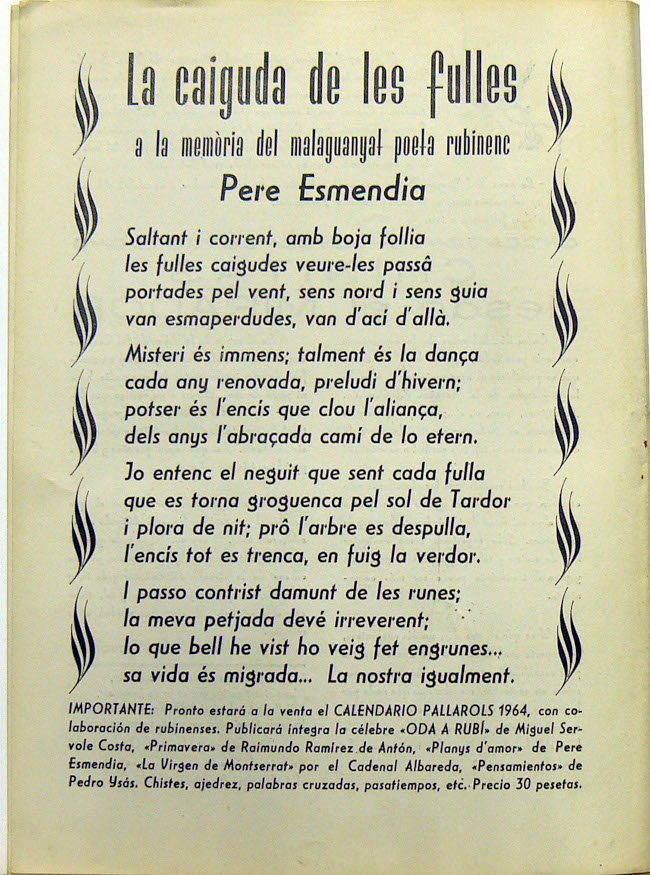 La caiguda de les fulles
a la memòria del malaguanyat poeta rubinenc
Pere Esmendia
Saltant i corrent, amb boja follia
les fulles caigudes veure-les passâ
portades pel vent, sens nord i sens guia
van esmaperdudes, van d'ací d'allà.
Misteri és immens; talment és la dança
cada any renovada, preludi d'hivern;
potser és l'encís que clou l'aliança,
dels anys l'abraçada camí de lo etern.
Jo entenc el neguit que sent cada fulla
que es torna groguenca pel sol de Tardor
i plora de nit; prô l'arbre es despulla,
l'encís tot es trenca, en fuig la verdor.
I passo contrist damunt de les runes;
la meva petjada devé irreverent;
lo que bell he vist ho veig fet engrunes...
sa vida és migrada... La nostra igualment.
IMPORTANTE: Pronto estará a la venta el CALENDARIO PALLAROLS 1964, con co-
laboración de rubinenses. Publicará integra la célebre «ODA A RUBÍ» de Miguel Ser-
vole Costa, «Primavera» de Raimundo Ramírez de Antón, «Planys d'amor» de Pere
Esmendia, «La Virgen de Montserrat» por el Cadenal Albareda, «Pensamientos» de
Pedro Ysás. Chistes, ajedrez, palabras cruzadas, pasatiempos, etc. Precio 30 pesetas.